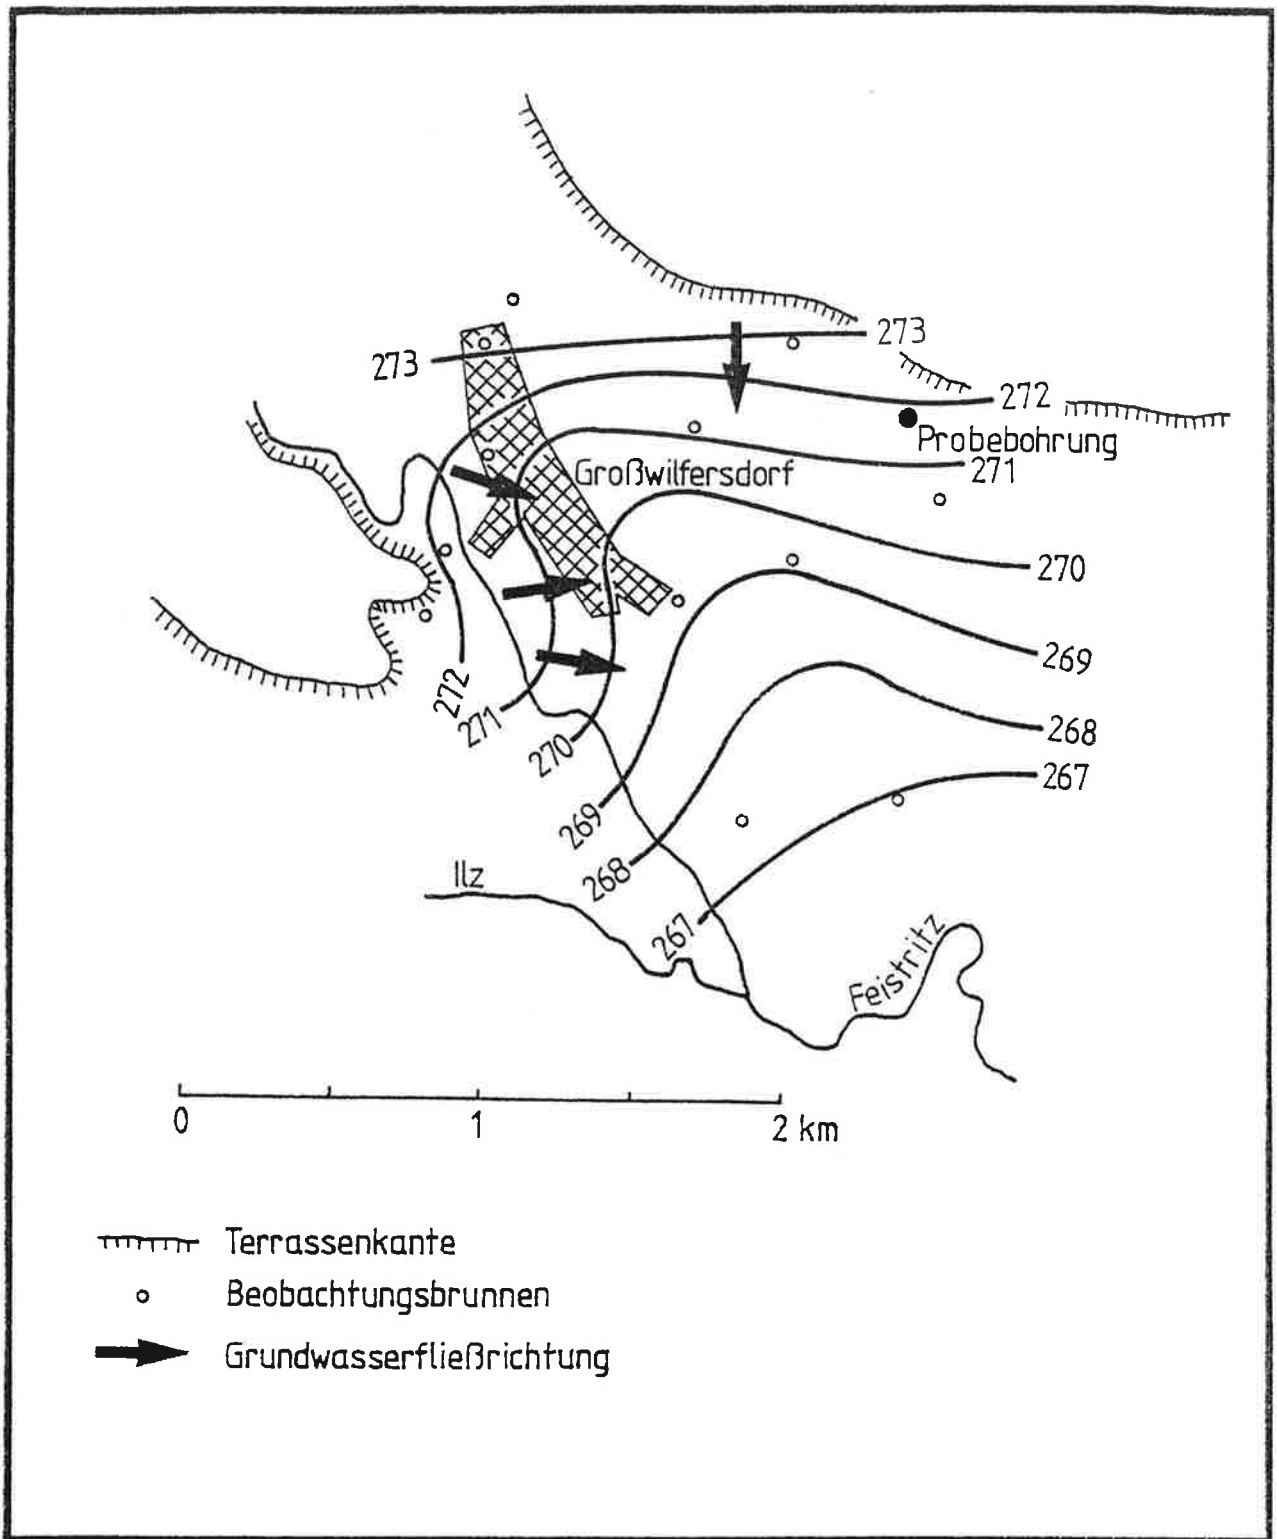 273
273
272
Probebohrung
271
Großwilfersdorf
270
269
272
271
270
268
267
269
268
Ilz
267
Feistritz
0
1
2 km
Terrassenkante
Beobachtungsbrunnen
Grundwasserfließrichtung